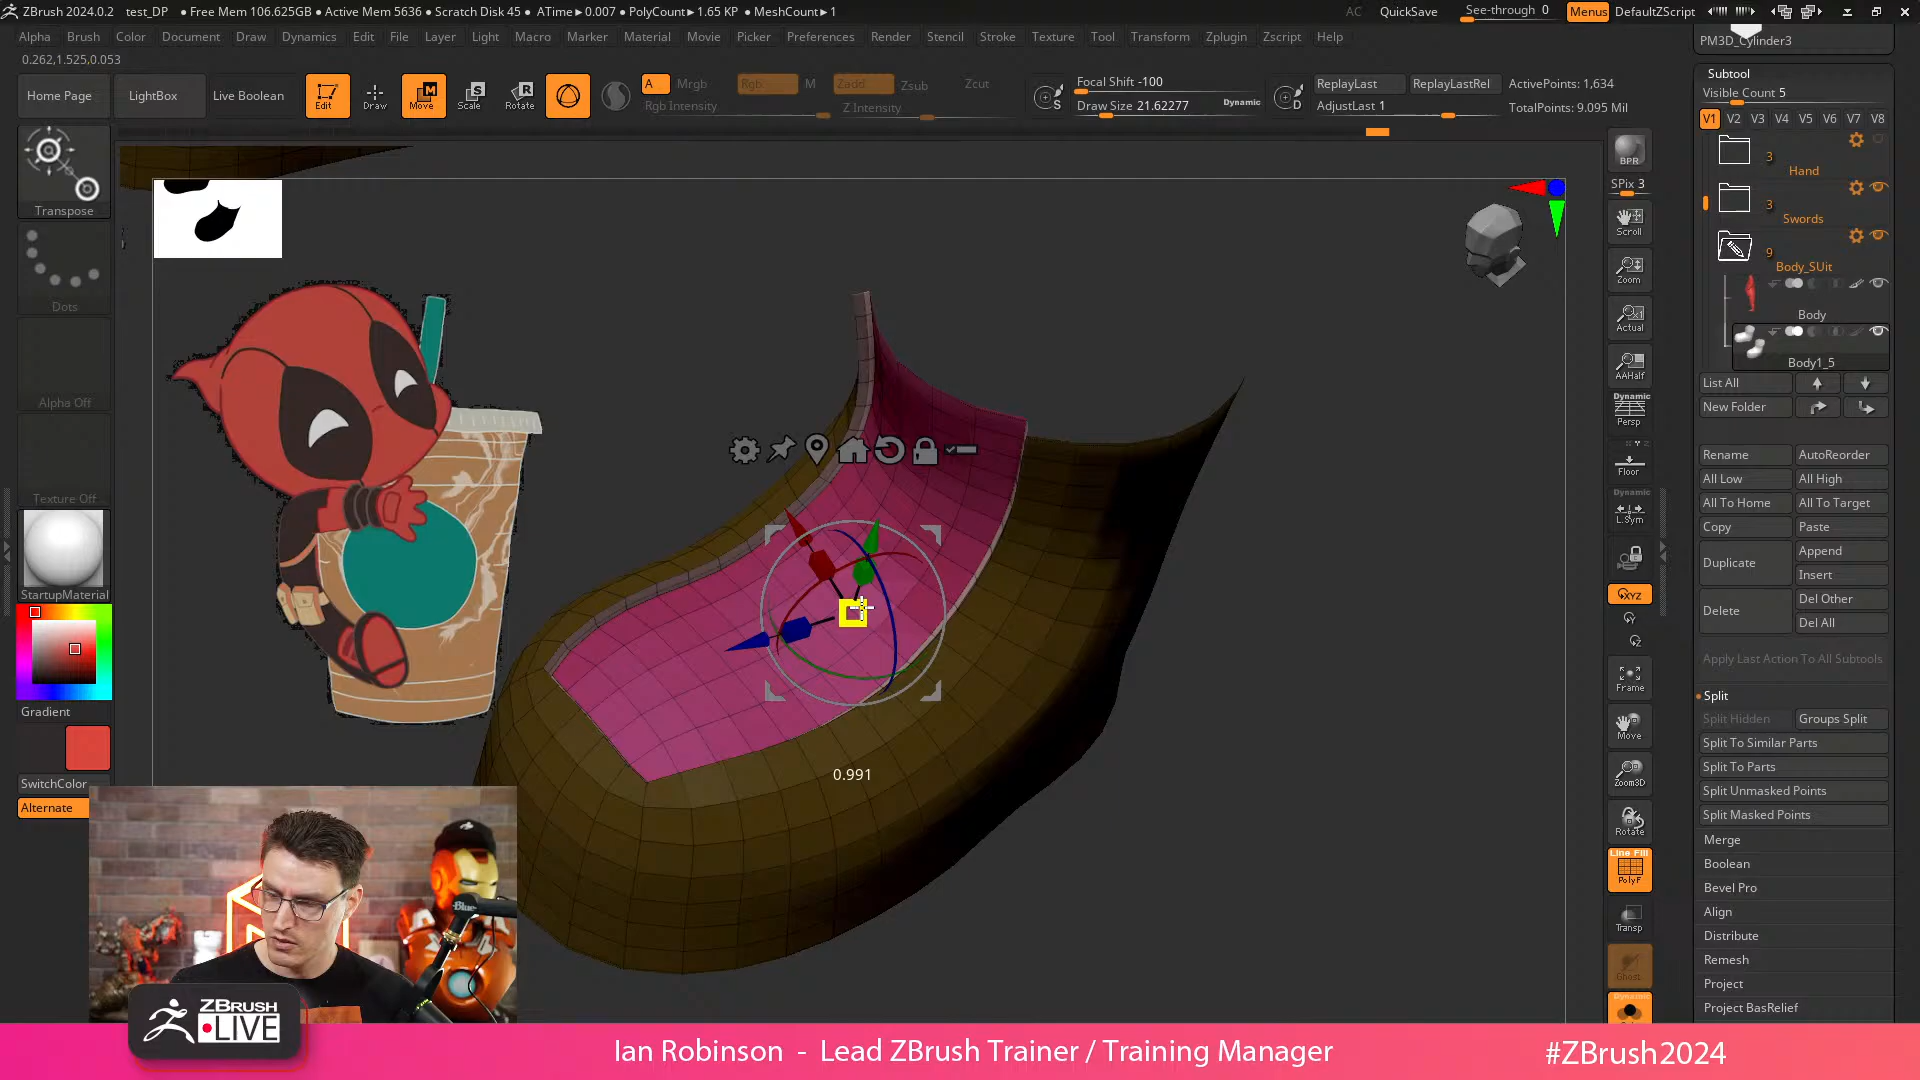 ZBrush 2024.0.2 test_DP • Free Mem 106.625GB • Active Mem 5636 • Scratch Disk 45 • ATime►0.007 • PolyCount►1.65 KP • MeshCount►1
AC QuickSave See-through 0 Menus DefaultZScript
Alpha Brush Color Document Draw Dynamics Edit File Layer Light Macro Marker Material Movie Picker Preferences Render Stencil Stroke Texture Tool Transform Zplugin Zscript Help
PM3D_Cylinder3
0.262,1.525,0.053
Home Page LightBox Live Boolean Edit Draw Move Scale Rotate
A Mrgb Rgb M Zadd Zsub Zcut
Rgb Intensity Z Intensity
Focal Shift -100
Draw Size 21.62277 Dynamic
S D
ReplayLast ReplayLastRel ActivePoints: 1,634
AdjustLast 1 TotalPoints: 9.095 Mil
Transpose
Dots
Alpha Off
Texture Off
StartupMaterial
Gradient
SwitchColor
Alternate
0.991
BPR
SPix 3
Scroll
Zoom
Actual
AAHalf
Dynamic
Persp
Floor
Dynamic
L.Sym
XYZ
Frame
Move
Zoom3D
Rotate
Line Fill
PolyF
Transp
Ghost
Dynamic
Subtool
Visible Count 5
V1 V2 V3 V4 V5 V6 V7 V8
3
Hand
3
Swords
9
Body_SUit
Body
Body1_5
List All
New Folder
Rename AutoReorder
All Low All High
All To Home All To Target
Copy Paste
Duplicate Append
Insert
Delete Del Other
Del All
Apply Last Action To All Subtools
Split
Split Hidden Groups Split
Split To Similar Parts
Split To Parts
Split Unmasked Points
Split Masked Points
Merge
Boolean
Bevel Pro
Align
Distribute
Remesh
Project
Project BasRelief
Blue
ZBRUSH
LIVE
Ian Robinson - Lead ZBrush Trainer / Training Manager
#ZBrush2024